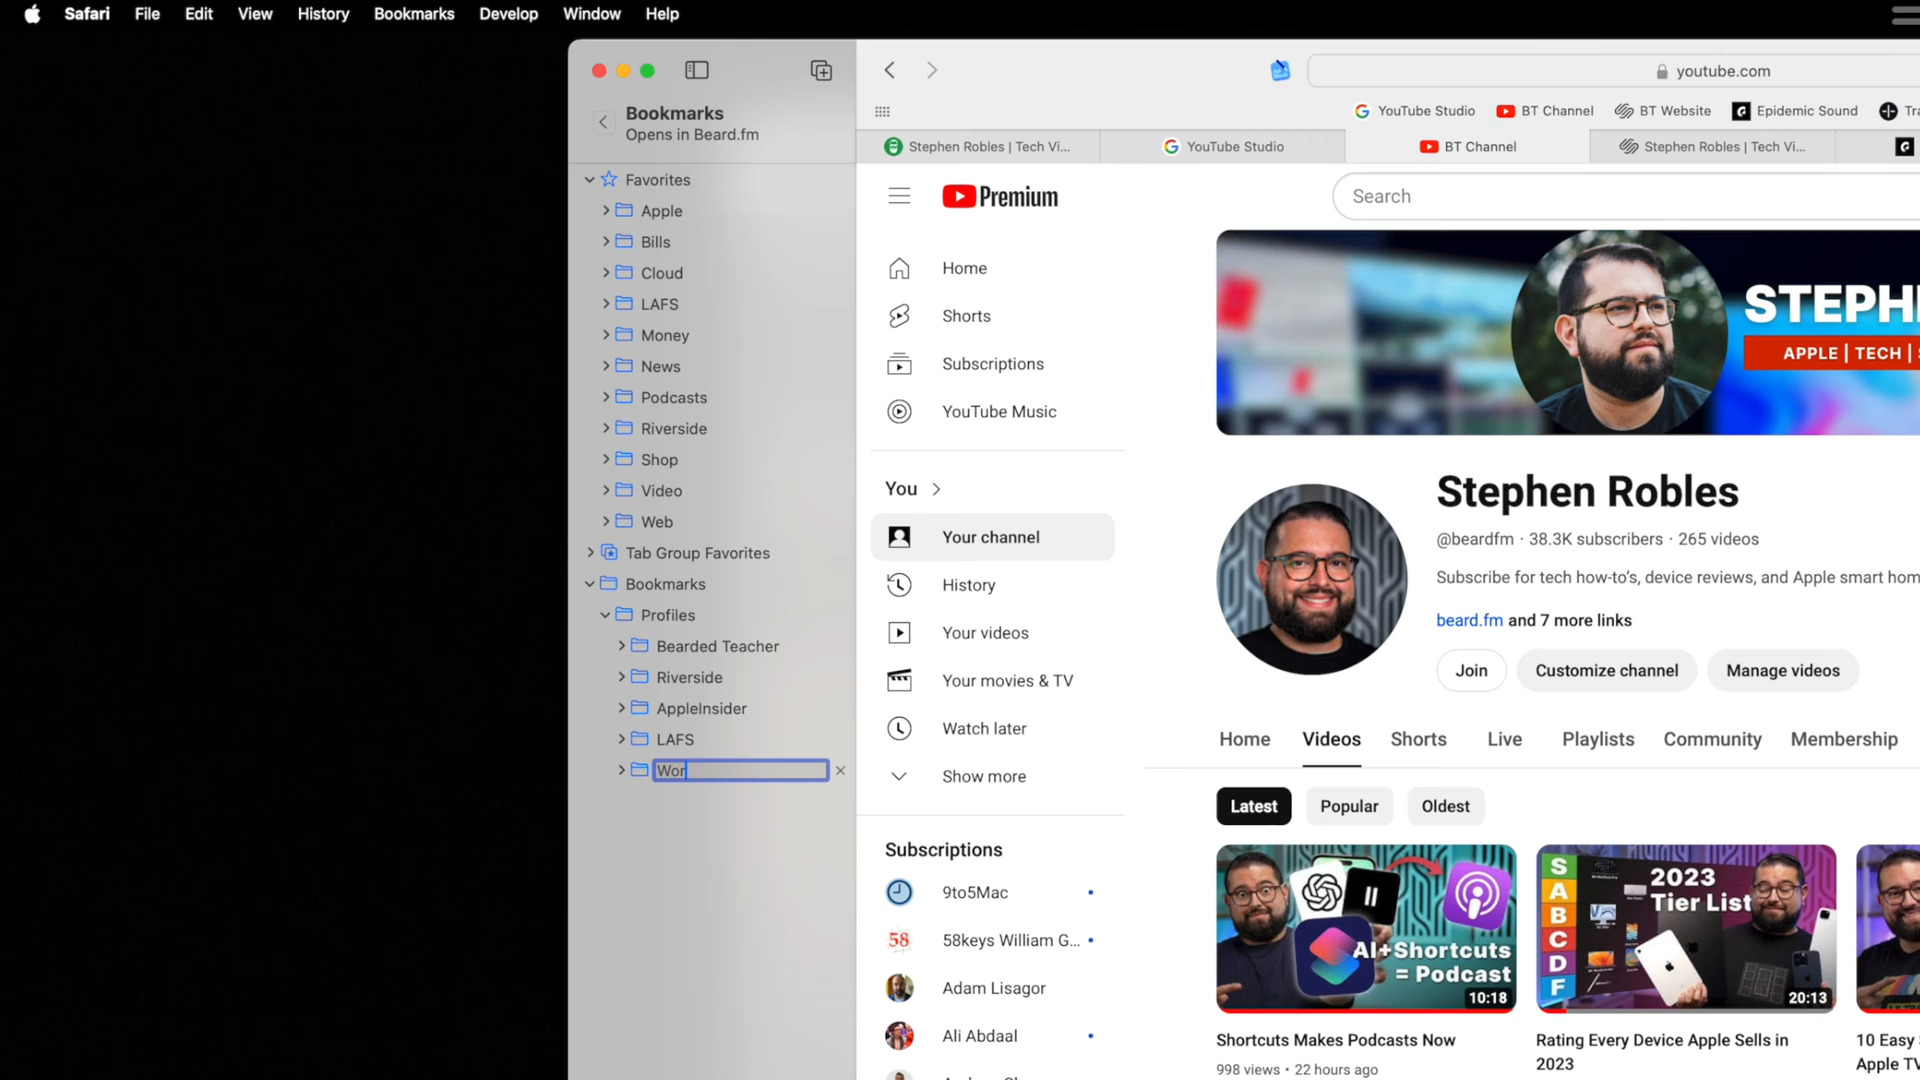 Safari File Edit View History Bookmarks Develop Window Help
Bookmarks
Opens in Beard.fm
Favorites
Apple
Bills
Cloud
LAFS
Money
News
Podcasts
Riverside
Shop
Video
Web
Tab Group Favorites
Bookmarks
Profiles
Bearded Teacher
Riverside
AppleInsider
LAFS
Wor
youtube.com
YouTube Studio BT Channel BT Website Epidemic Sound
Stephen Robles | Tech Vi... YouTube Studio BT Channel Stephen Robles | Tech Vi...
Premium
Search
Home
Shorts
Subscriptions
YouTube Music
You
Your channel
History
Your videos
Your movies & TV
Watch later
Show more
Subscriptions
9to5Mac
58
58keys William G...
Adam Lisagor
Ali Abdaal
STEPH
APPLE | TECH |
Stephen Robles
@beardfm · 38.3K subscribers · 265 videos
Subscribe for tech how-to's, device reviews, and Apple smart hom
beard.fm and 7 more links
Join Customize channel Manage videos
Home Videos Shorts Live Playlists Community Membership
Latest Popular Oldest
AI+Shortcuts
= Podcast
10:18
Shortcuts Makes Podcasts Now
998 views · 22 hours ago
S
A
B
C
D
F
2023
Tier List
20:13
Rating Every Device Apple Sells in
2023
10 Easy
Apple TV